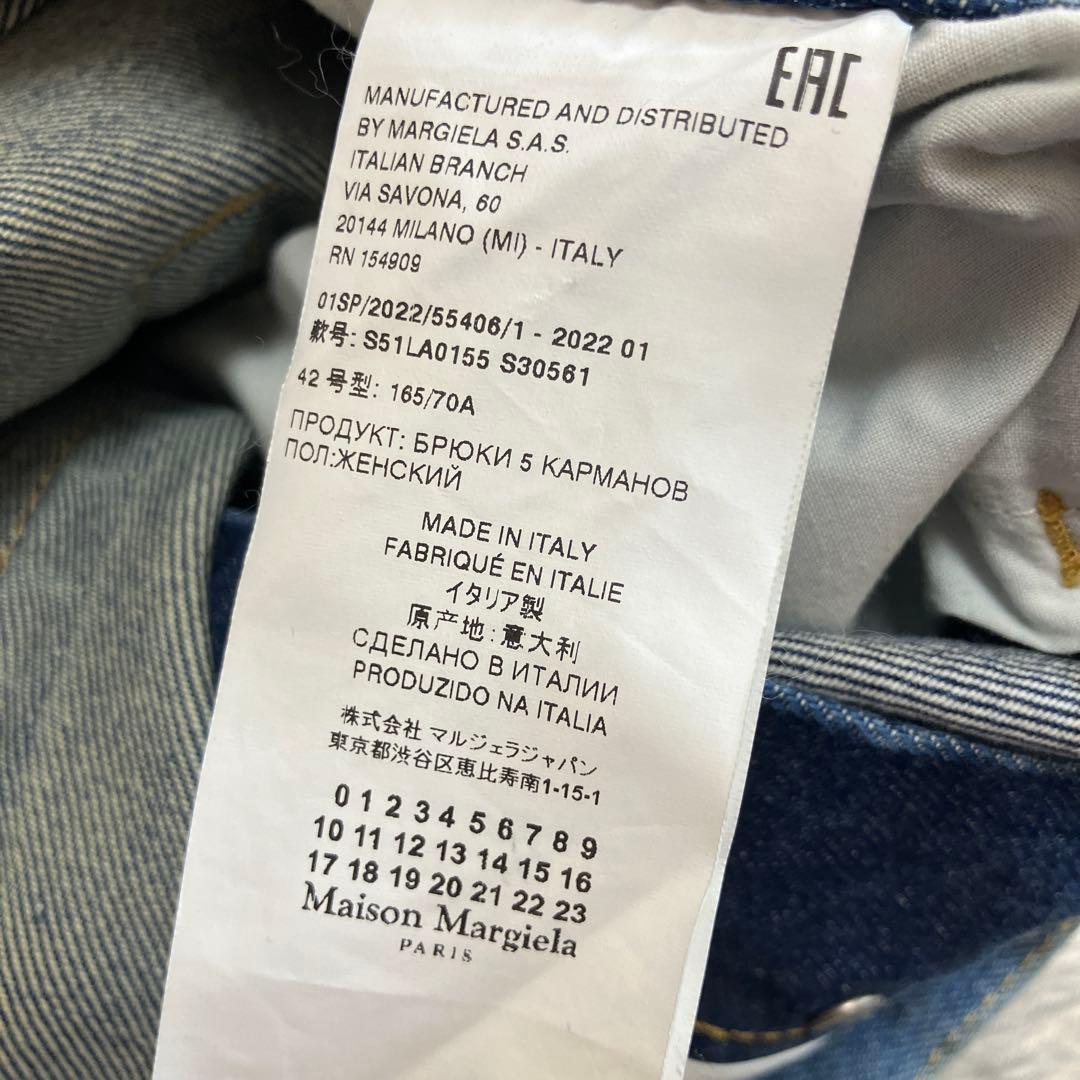 EAC
MANUFACTURED AND DISTRIBUTED
BY MARGIELA S.A.S.
ITALIAN BRANCH
VIA SAVONA, 60
20144 MILANO (MI) - ITALY
RN 154909
01SP/2022/55406/1 - 2022 01
款号: S51LA0155 S30561
42 号型: 165/70A
ПРОДУКТ: БРЮКИ 5 КАРМАНОВ
ПОЛ:ЖЕНСКИЙ
MADE IN ITALY
FABRIQUÉ EN ITALIE
イタリア製
原产地: 意大利
СДЕЛАНО В ИТАЛИИ
PRODUZIDO NA ITALIA
株式会社 マルジェラジャパン
東京都渋谷区恵比寿南1-15-1
0 1 2 3 4 5 6 7 8 9
10 11 12 13 14 15 16
17 18 19 20 21 22 23
Maison Margiela
PARIS